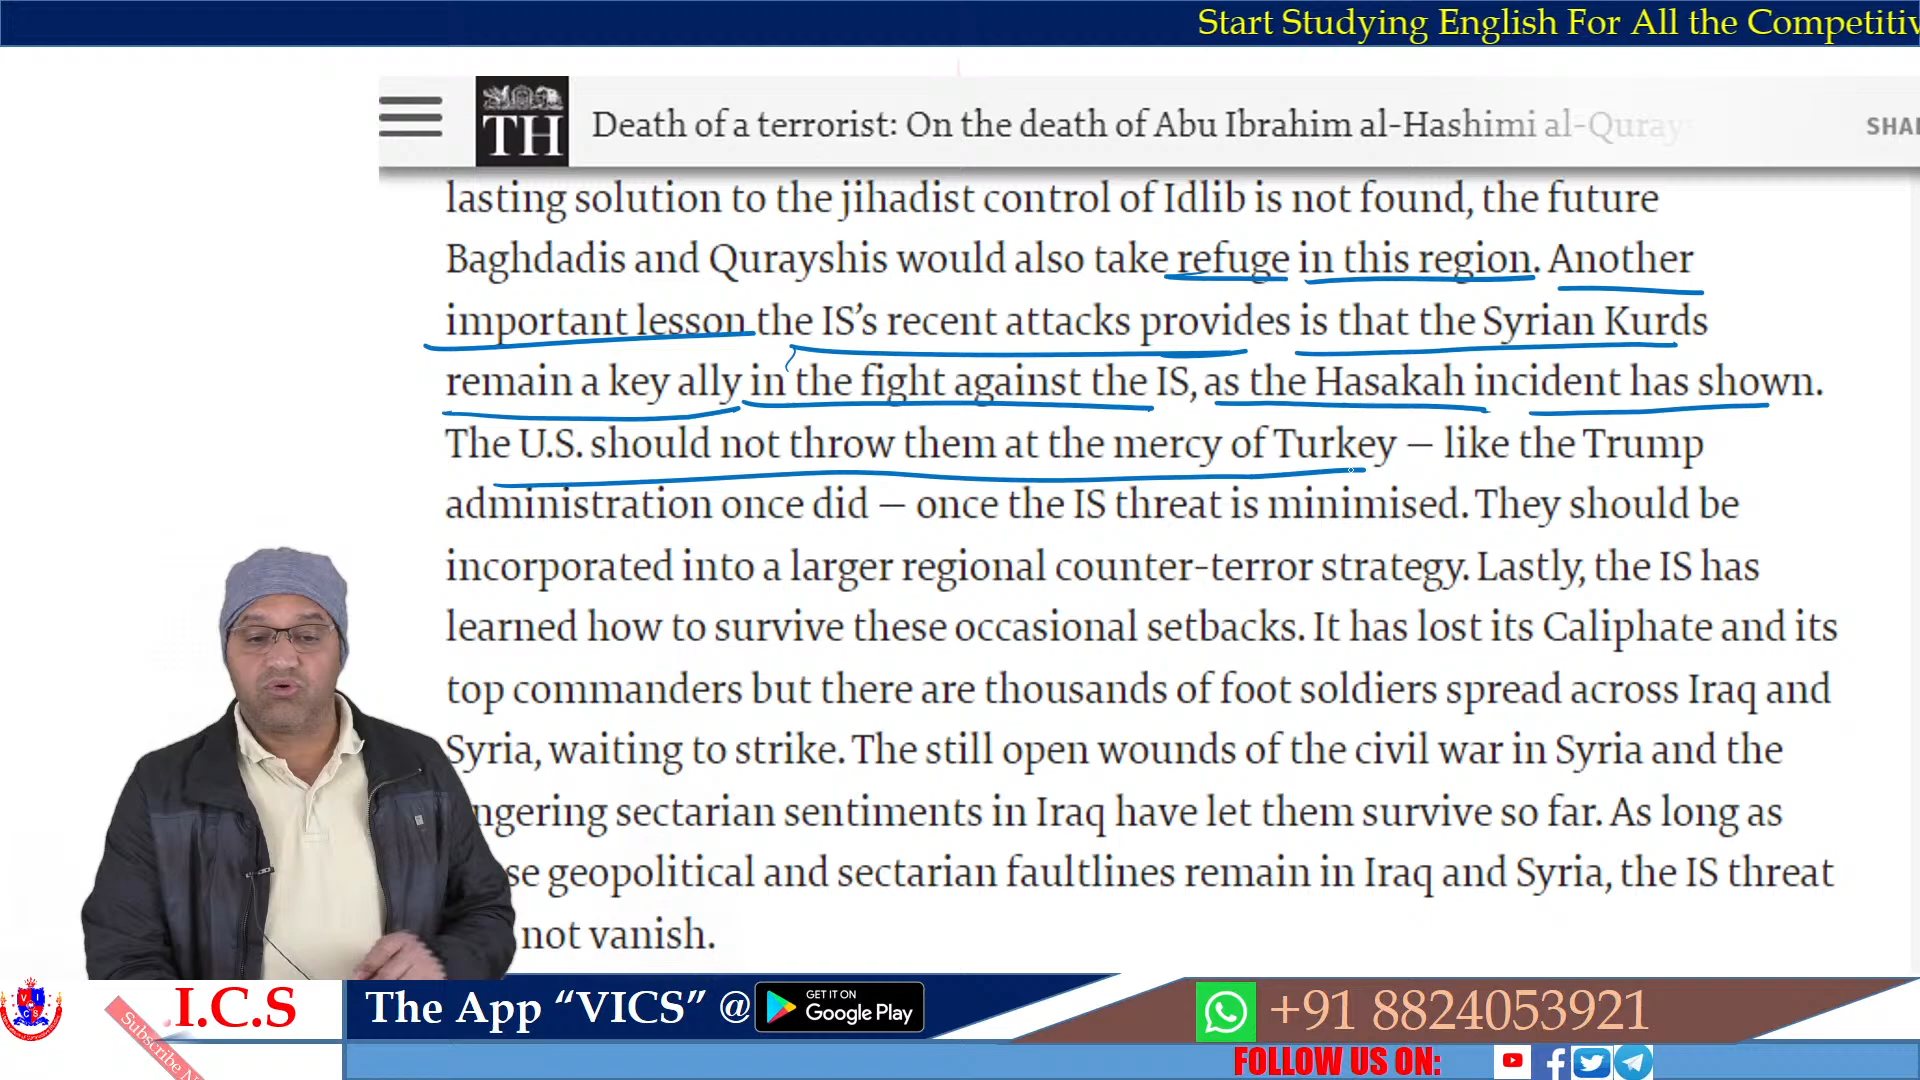 Start Studying English For All the Competitiv
TH
Death of a terrorist: On the death of Abu Ibrahim al-Hashimi al-Quray
SHA
lasting solution to the jihadist control of Idlib is not found, the future
Baghdadis and Qurayshis would also take refuge in this region. Another
important lesson the IS’s recent attacks provides is that the Syrian Kurds
remain a key ally in the fight against the IS, as the Hasakah incident has shown.
The U.S. should not throw them at the mercy of Turkey — like the Trump
administration once did — once the IS threat is minimised. They should be
incorporated into a larger regional counter-terror strategy. Lastly, the IS has
learned how to survive these occasional setbacks. It has lost its Caliphate and its
top commanders but there are thousands of foot soldiers spread across Iraq and
Syria, waiting to strike. The still open wounds of the civil war in Syria and the
ngering sectarian sentiments in Iraq have let them survive so far. As long as
se geopolitical and sectarian faultlines remain in Iraq and Syria, the IS threat
not vanish.
I.C.S
The App “VICS” @
GET IT ON
Google Play
+91 8824053921
Subscribe N
FOLLOW US ON: